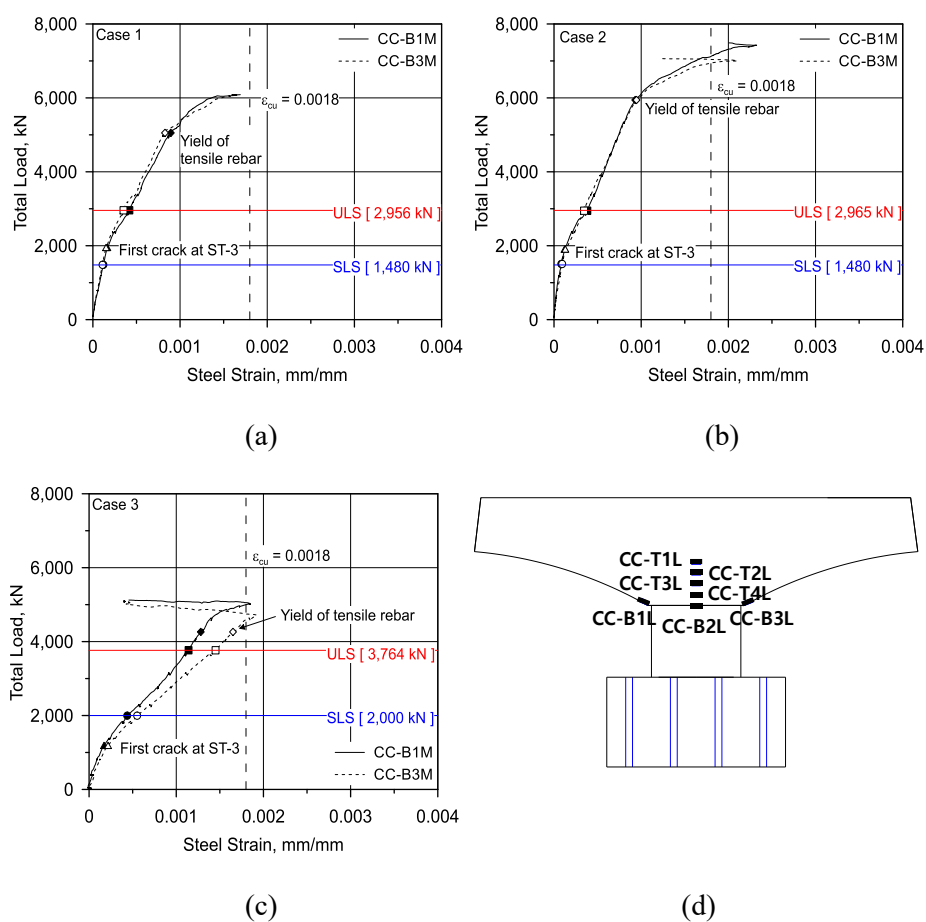 (a)
Case 1
CC-B1M
CC-B3M
εcu = 0.0018
Yield of
tensile rebar
ULS [ 2,956 kN ]
First crack at ST-3
SLS [ 1,480 kN ]
Total Load, kN
8,000
6,000
4,000
2,000
0
0 0.001 0.002 0.003 0.004
Steel Strain, mm/mm
(b)
Case 2
CC-B1M
CC-B3M
εcu = 0.0018
Yield of tensile rebar
ULS [ 2,965 kN ]
First crack at ST-3
SLS [ 1,480 kN ]
Total Load, kN
8,000
6,000
4,000
2,000
0
0 0.001 0.002 0.003 0.004
Steel Strain, mm/mm
(c)
Case 3
εcu = 0.0018
Yield of tensile rebar
ULS [ 3,764 kN ]
SLS [ 2,000 kN ]
First crack at ST-3
CC-B1M
CC-B3M
Total Load, kN
8,000
6,000
4,000
2,000
0
0 0.001 0.002 0.003 0.004
Steel Strain, mm/mm
CC-T1L
CC-T2L
CC-T3L
CC-T4L
CC-B1L
CC-B2L
CC-B3L
(d)